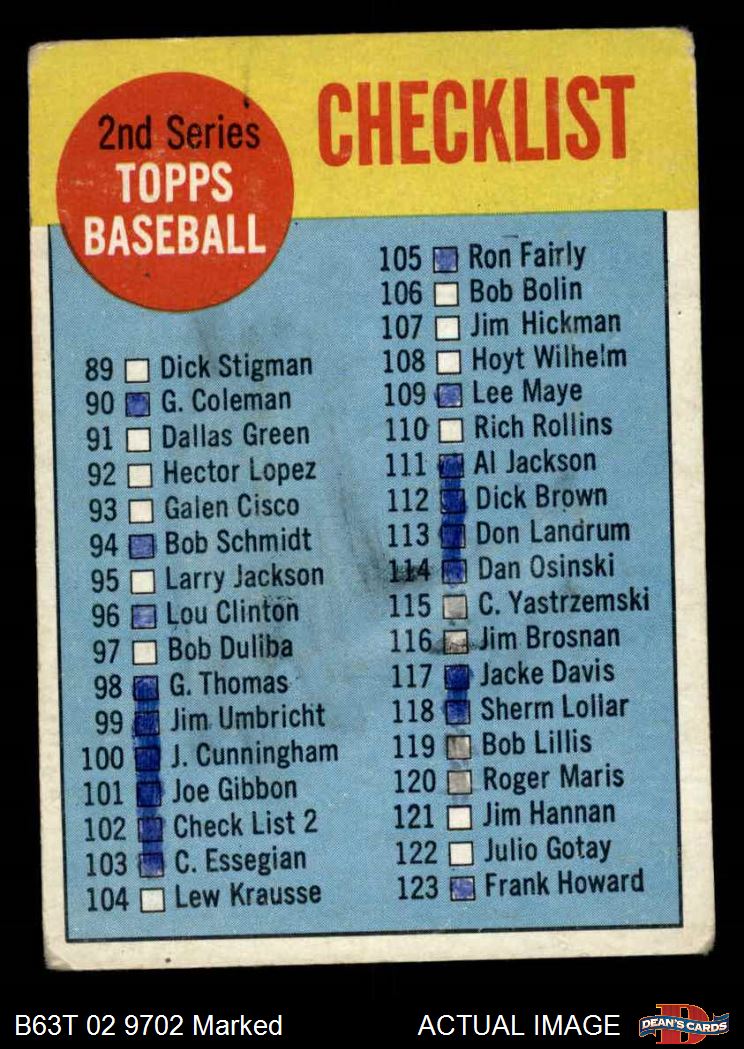 2nd Series
TOPPS
BASEBALL
CHECKLIST
89 Dick Stigman
90 G. Coleman
91 Dallas Green
92 Hector Lopez
93 Galen Cisco
94 Bob Schmidt
95 Larry Jackson
96 Lou Clinton
97 Bob Duliba
98 G. Thomas
99 Jim Umbricht
100 J. Cunningham
101 Joe Gibbon
102 Check List 2
103 C. Essegian
104 Lew Krausse
105 Ron Fairly
106 Bob Bolin
107 Jim Hickman
108 Hoyt Wilhelm
109 Lee Maye
110 Rich Rollins
111 Al Jackson
112 Dick Brown
113 Don Landrum
114 Dan Osinski
115 C. Yastrzemski
116 Jim Brosnan
117 Jacke Davis
118 Sherm Lollar
119 Bob Lillis
120 Roger Maris
121 Jim Hannan
122 Julio Gotay
123 Frank Howard
B63T 02 9702 Marked
ACTUAL IMAGE
DEAN'S CARDS